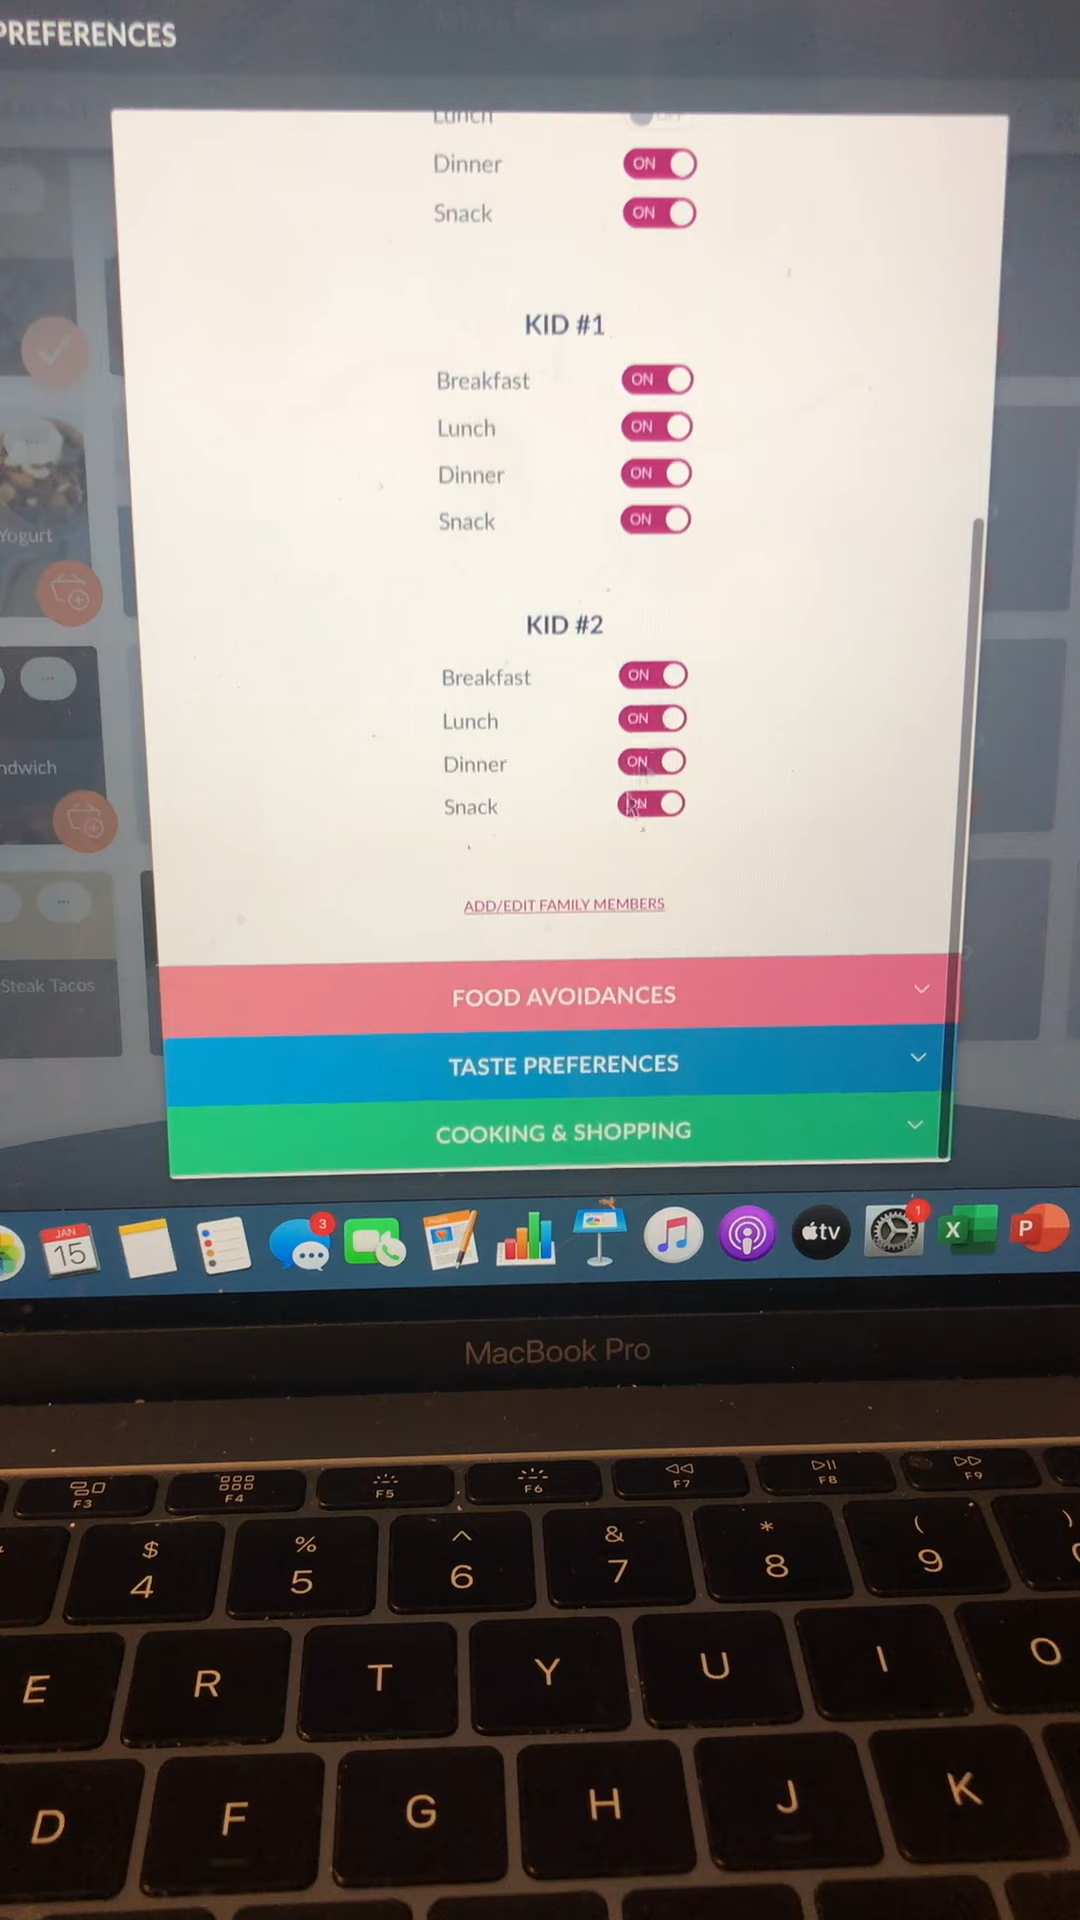 PREFERENCES
Lunch OFF
Dinner ON
Snack ON
KID #1
Breakfast ON
Lunch ON
Dinner ON
Snack ON
Yogurt
KID #2
Breakfast ON
Lunch ON
Dinner ON
Snack ON
ndwich
ADD/EDIT FAMILY MEMBERS
Steak Tacos
FOOD AVOIDANCES
TASTE PREFERENCES
COOKING & SHOPPING
JAN
15
3
tv
1
X
P
MacBook Pro
F3 F4 F5 F6 F7 F8 F9
$ % ^ & * ( )
4 5 6 7 8 9
E R T Y U I O
D F G H J K